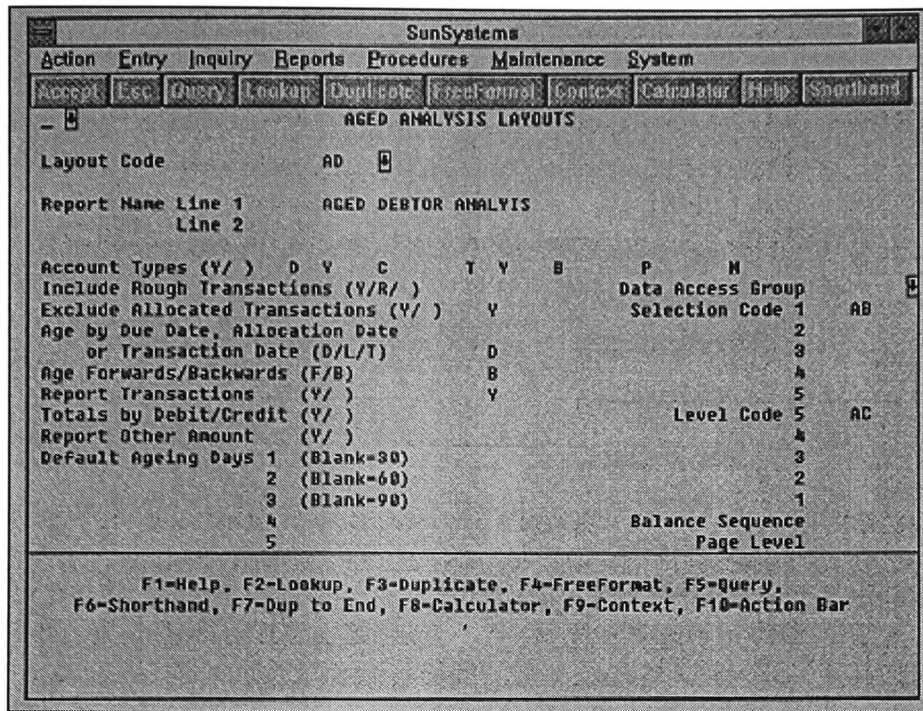 SunSystems
Action Entry Inquiry Reports Procedures Maintenance System
Accept Esc Query Lookup Duplicate FreeFormat Context Calculator Help Shorthand
AGED ANALYSIS LAYOUTS
Layout Code AD
Report Name Line 1 AGED DEBTOR ANALYIS
Line 2
Account Types (Y/ ) D Y C T Y B P M
Include Rough Transactions (Y/R/ ) Data Access Group
Exclude Allocated Transactions (Y/ ) Y Selection Code 1 AB
Age by Due Date, Allocation Date 2
or Transaction Date (D/L/T) D 3
Age Forwards/Backwards (F/B) B 4
Report Transactions (Y/ ) Y 5
Totals by Debit/Credit (Y/ ) Level Code 5 AC
Report Other Amount (Y/ ) 4
Default Ageing Days 1 (Blank=30) 3
2 (Blank=60) 2
3 (Blank=90) 1
4 Balance Sequence
5 Page Level
F1=Help, F2=Lookup, F3=Duplicate, F4=FreeFormat, F5=Query,
F6=Shorthand, F7=Dup to End, F8=Calculator, F9=Context, F10=Action Bar